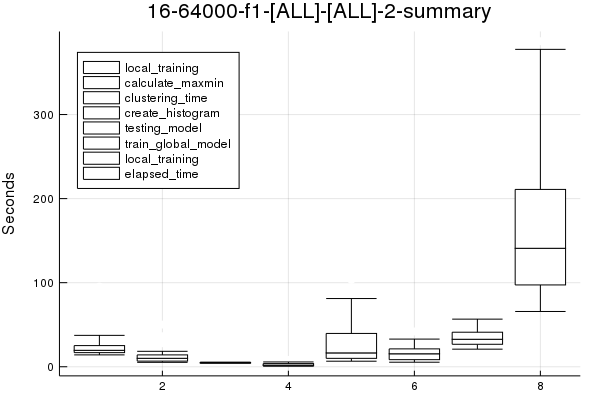 16-64000-f1-[ALL]-[ALL]-2-summary
local_training
calculate_maxmin
clustering_time
create_histogram
testing_model
train_global_model
local_training
elapsed_time
Seconds
300
200
100
0
2
4
6
8